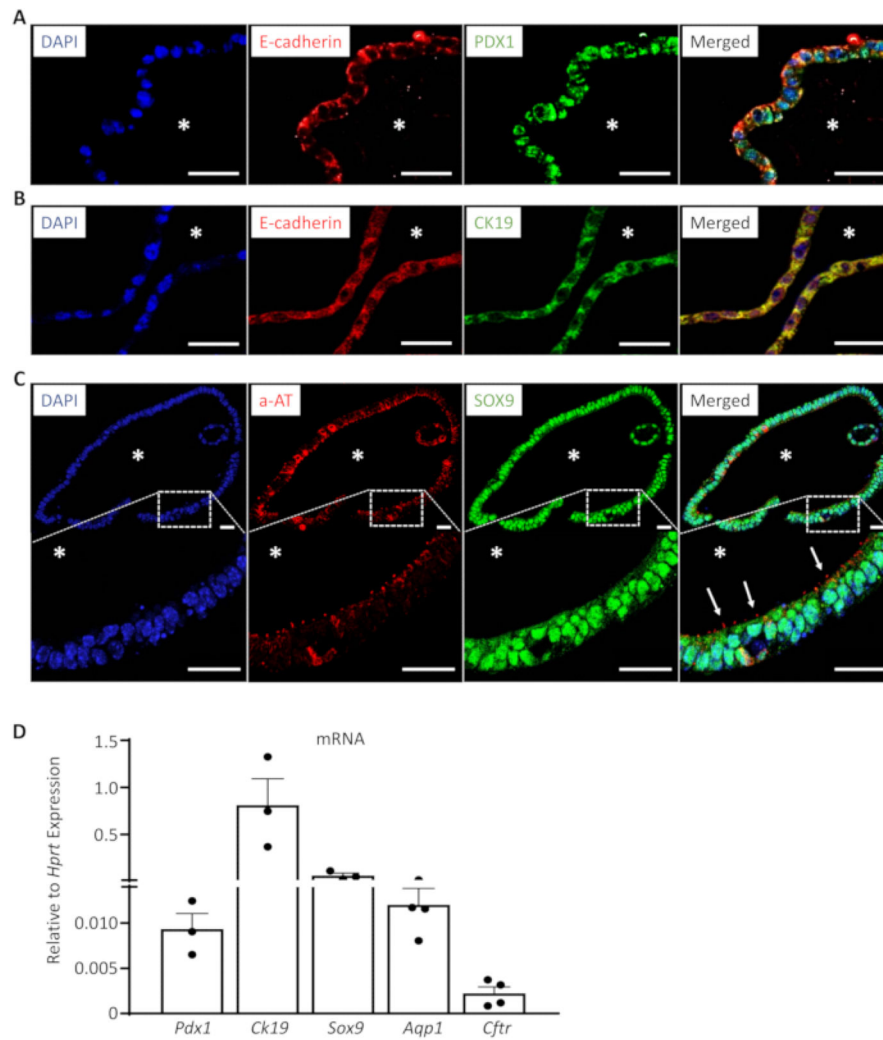 A
DAPI E-cadherin PDX1 Merged
* * * *
B
DAPI E-cadherin CK19 Merged
* * * *
C
DAPI a-AT SOX9 Merged
* * * *
* * * *
D
mRNA
Relative to Hprt Expression
1.5
1.0
0.5
0.010
0.005
0
Pdx1 Ck19 Sox9 Aqp1 Cftr